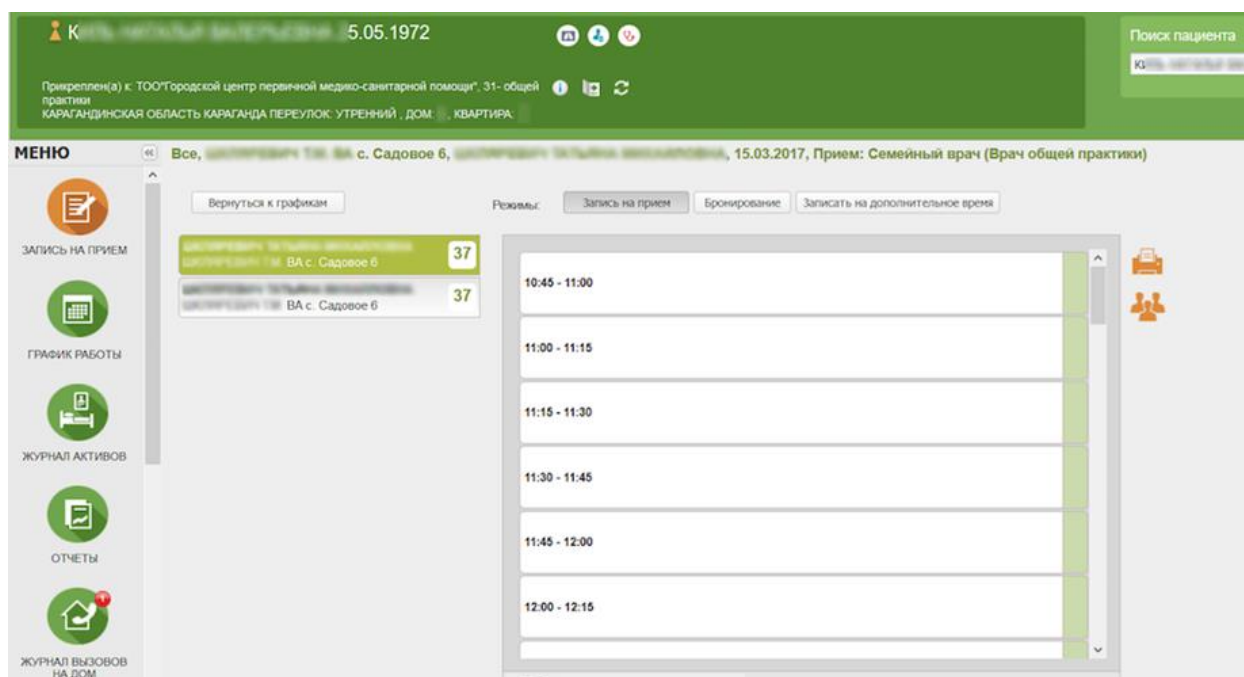 К 5.05.1972
Поиск пациента
Прикреплен(а) к: ТОО"Городской центр первичной медико-санитарной помощи", 31- общей
практики
КАРАГАНДИНСКАЯ ОБЛАСТЬ КАРАГАНДА ПЕРЕУЛОК: УТРЕННИЙ , ДОМ: , КВАРТИРА:
МЕНЮ
Все, с. Садовое 6, , 15.03.2017, Прием: Семейный врач (Врач общей практики)
Вернуться к графикам
Режимы: Запись на прием Бронирование Записать на дополнительное время
ЗАПИСЬ НА ПРИЕМ
ВА с. Садовое 6 37
ВА с. Садовое 6 37
10:45 - 11:00
ГРАФИК РАБОТЫ
11:00 - 11:15
11:15 - 11:30
ЖУРНАЛ АКТИВОВ
11:30 - 11:45
11:45 - 12:00
ОТЧЕТЫ
12:00 - 12:15
ЖУРНАЛ ВЫЗОВОВ
НА ДОМ